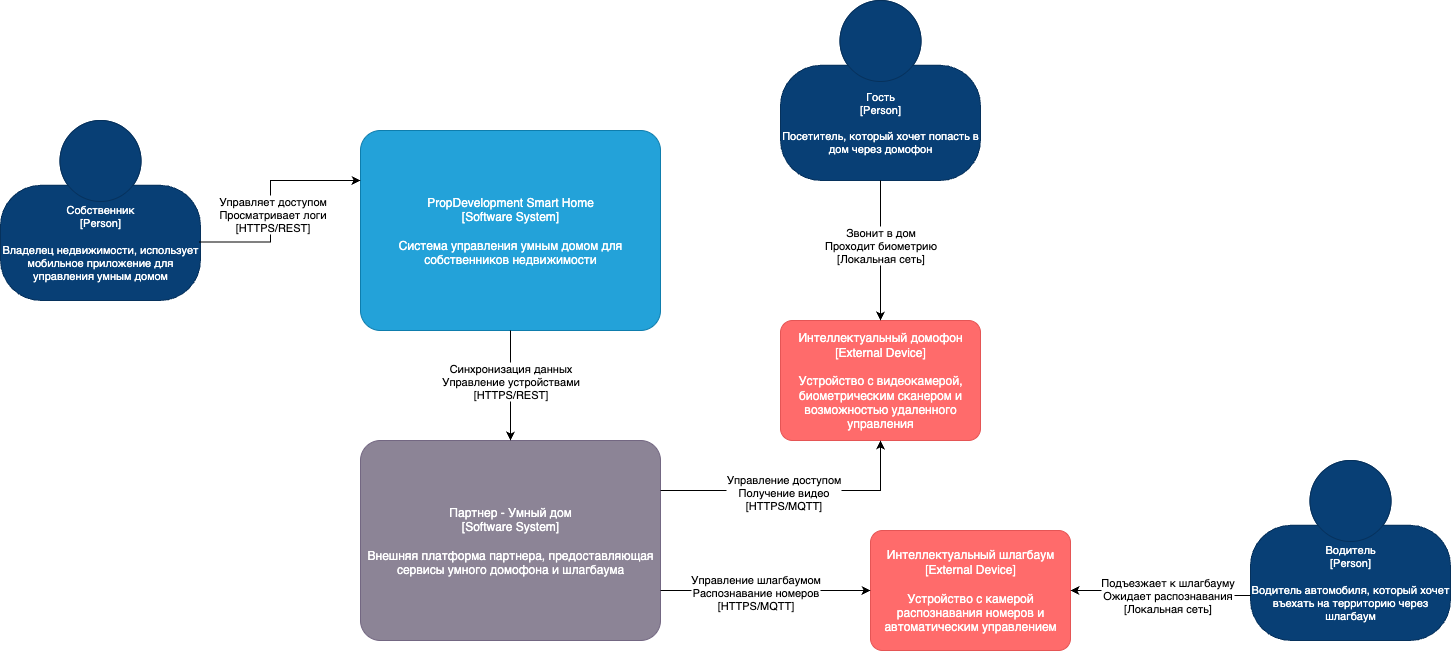 Гость
[Person]
Посетитель, который хочет попасть в
дом через домофон
Собственник
[Person]
Владелец недвижимости, использует
мобильное приложение для
управления умным домом
Управляет доступом
Просматривает логи
[HTTPS/REST]
PropDevelopment Smart Home
[Software System]
Система управления умным домом для
собственников недвижимости
Звонит в дом
Проходит биометрию
[Локальная сеть]
Синхронизация данных
Управление устройствами
[HTTPS/REST]
Интеллектуальный домофон
[External Device]
Устройство с видеокамерой,
биометрическим сканером и
возможностью удаленного
управления
Партнер - Умный дом
[Software System]
Внешняя платформа партнера, предоставляющая
сервисы умного домофона и шлагбаума
Управление доступом
Получение видео
[HTTPS/MQTT]
Управление шлагбаумом
Распознавание номеров
[HTTPS/MQTT]
Интеллектуальный шлагбаум
[External Device]
Устройство с камерой
распознавания номеров и
автоматическим управлением
Подъезжает к шлагбауму
Ожидает распознавания
[Локальная сеть]
Водитель
[Person]
Водитель автомобиля, который хочет
въехать на территорию через
шлагбаум